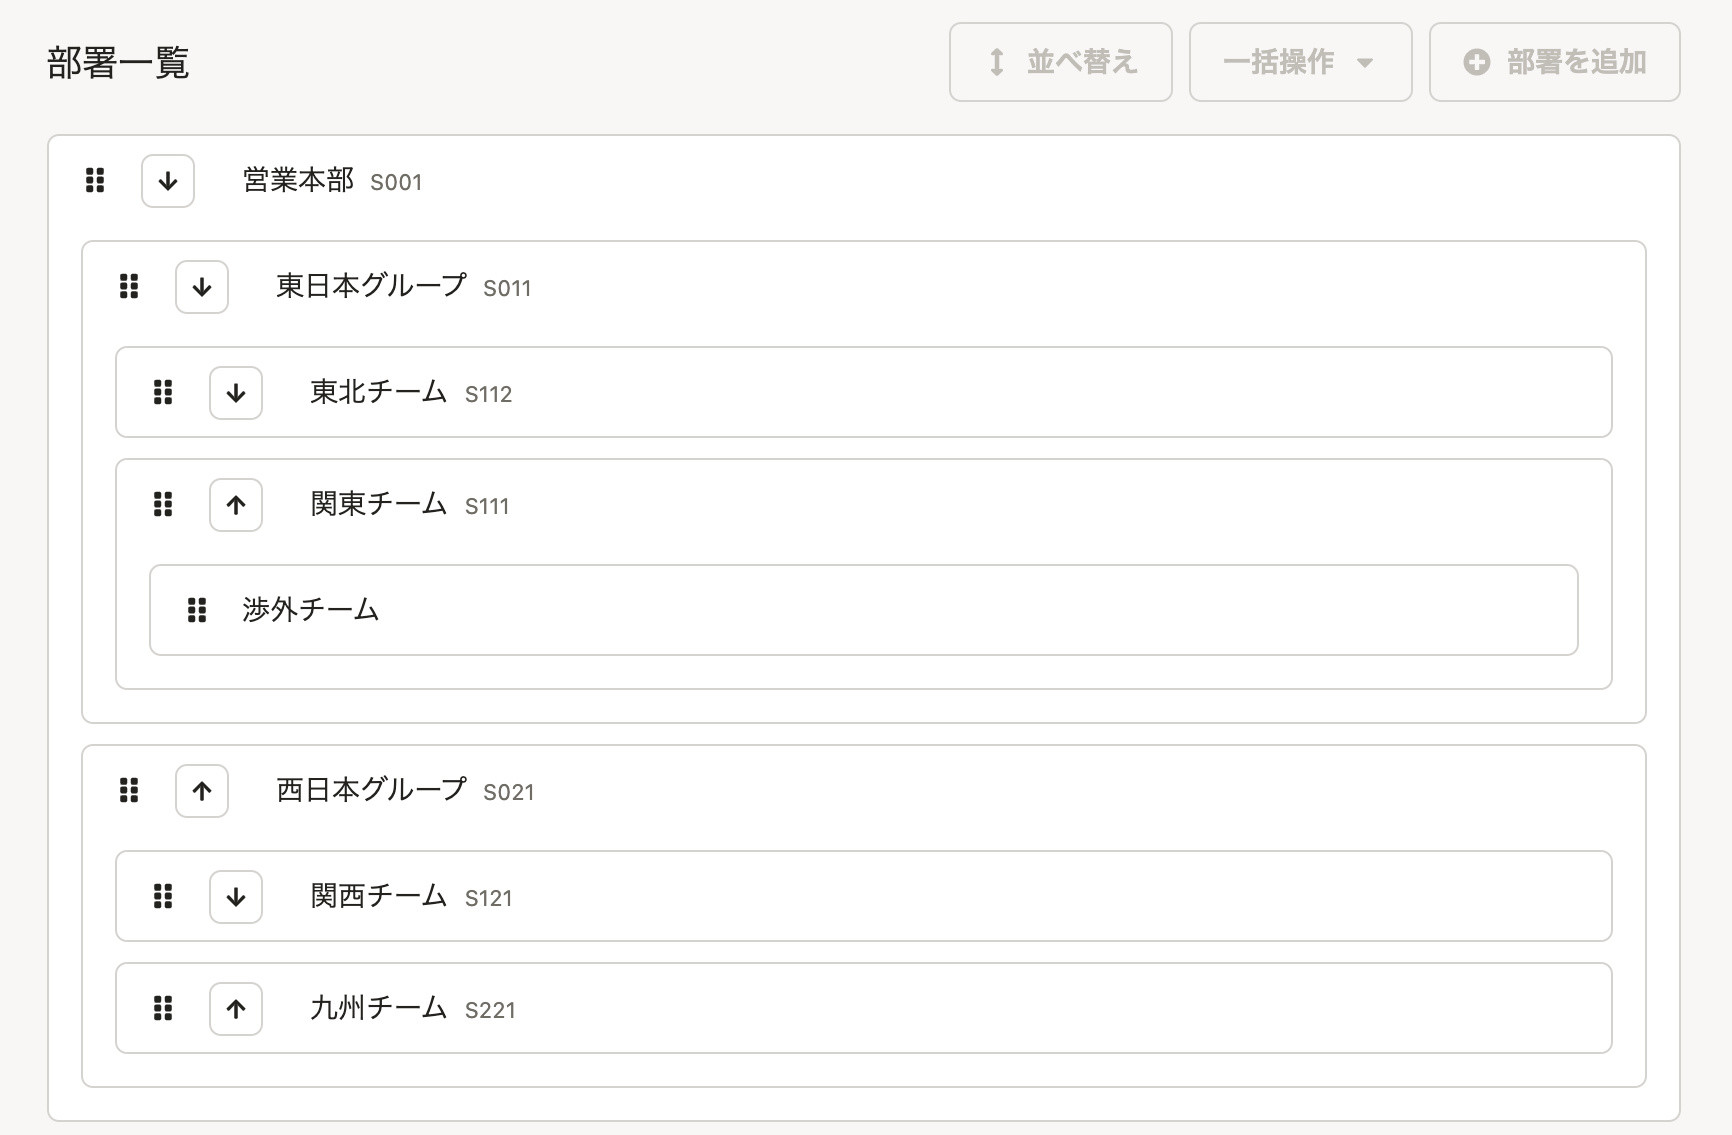 部署一覧
並べ替え 一括操作 部署を追加
営業本部 S001
東日本グループ S011
東北チーム S112
関東チーム S111
渉外チーム
西日本グループ S021
関西チーム S121
九州チーム S221